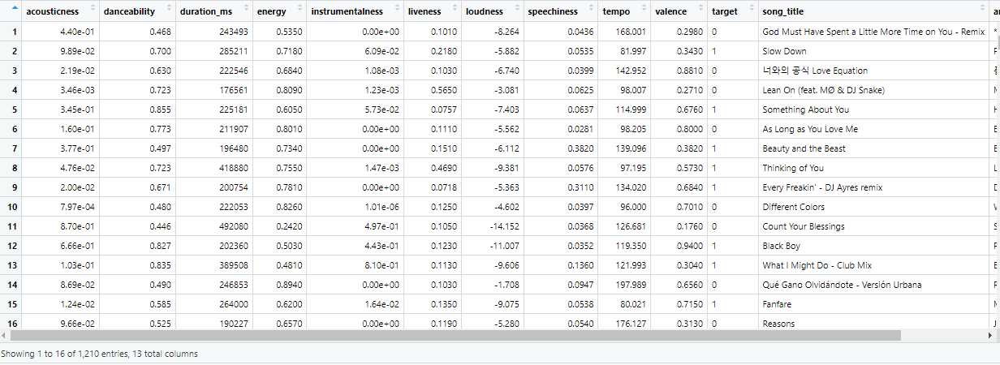 acousticness danceability duration_ms energy instrumentalness liveness loudness speechiness tempo valence target song_title ar
1 4.40e-01 0.468 243493 0.5350 0.00e+00 0.1010 -8.264 0.0436 168.001 0.2980 0 God Must Have Spent a Little More Time on You - Remix *
2 9.89e-02 0.700 285211 0.7180 6.09e-02 0.2180 -5.882 0.0535 81.997 0.3430 1 Slow Down
3 2.19e-02 0.630 222546 0.6840 1.08e-03 0.1030 -6.740 0.0399 142.952 0.8810 0 너와의 공식 Love Equation
4 3.46e-03 0.723 176561 0.8090 1.23e-03 0.5650 -3.081 0.0625 98.007 0.2710 0 Lean On (feat. MØ & DJ Snake)
5 3.45e-01 0.855 225181 0.6050 5.73e-02 0.0757 -7.403 0.0637 114.999 0.6760 1 Something About You
6 1.60e-01 0.773 211907 0.8010 0.00e+00 0.1110 -5.562 0.0281 98.205 0.8000 0 As Long as You Love Me
7 3.77e-01 0.497 196480 0.7340 0.00e+00 0.1510 -6.112 0.3820 139.096 0.3820 1 Beauty and the Beast
8 4.76e-02 0.723 418880 0.7550 1.47e-03 0.4690 -9.381 0.0576 97.195 0.5730 1 Thinking of You
9 2.00e-02 0.671 200754 0.7810 0.00e+00 0.0718 -5.363 0.3110 134.020 0.6840 1 Every Freakin' - DJ Ayres remix
10 7.97e-04 0.480 222053 0.8260 1.01e-06 0.1250 -4.602 0.0397 96.000 0.7010 0 Different Colors
11 8.70e-01 0.446 492080 0.2420 4.97e-01 0.1050 -14.152 0.0368 126.681 0.1760 0 Count Your Blessings
12 6.66e-01 0.827 202360 0.5030 4.43e-01 0.1230 -11.007 0.0352 119.350 0.9400 1 Black Boy
13 1.03e-01 0.835 389508 0.4810 8.10e-01 0.1130 -9.606 0.1360 121.993 0.3040 1 What I Might Do - Club Mix
14 8.69e-02 0.490 246853 0.8940 0.00e+00 0.1030 -1.708 0.0947 197.989 0.6560 0 Qué Gano Olvidándote - Versión Urbana
15 1.24e-02 0.585 264000 0.6200 1.64e-02 0.1350 -9.075 0.0538 80.021 0.7150 1 Fanfare
16 9.66e-02 0.525 190227 0.6570 0.00e+00 0.1190 -5.280 0.0540 176.127 0.3130 0 Reasons
Showing 1 to 16 of 1,210 entries, 13 total columns